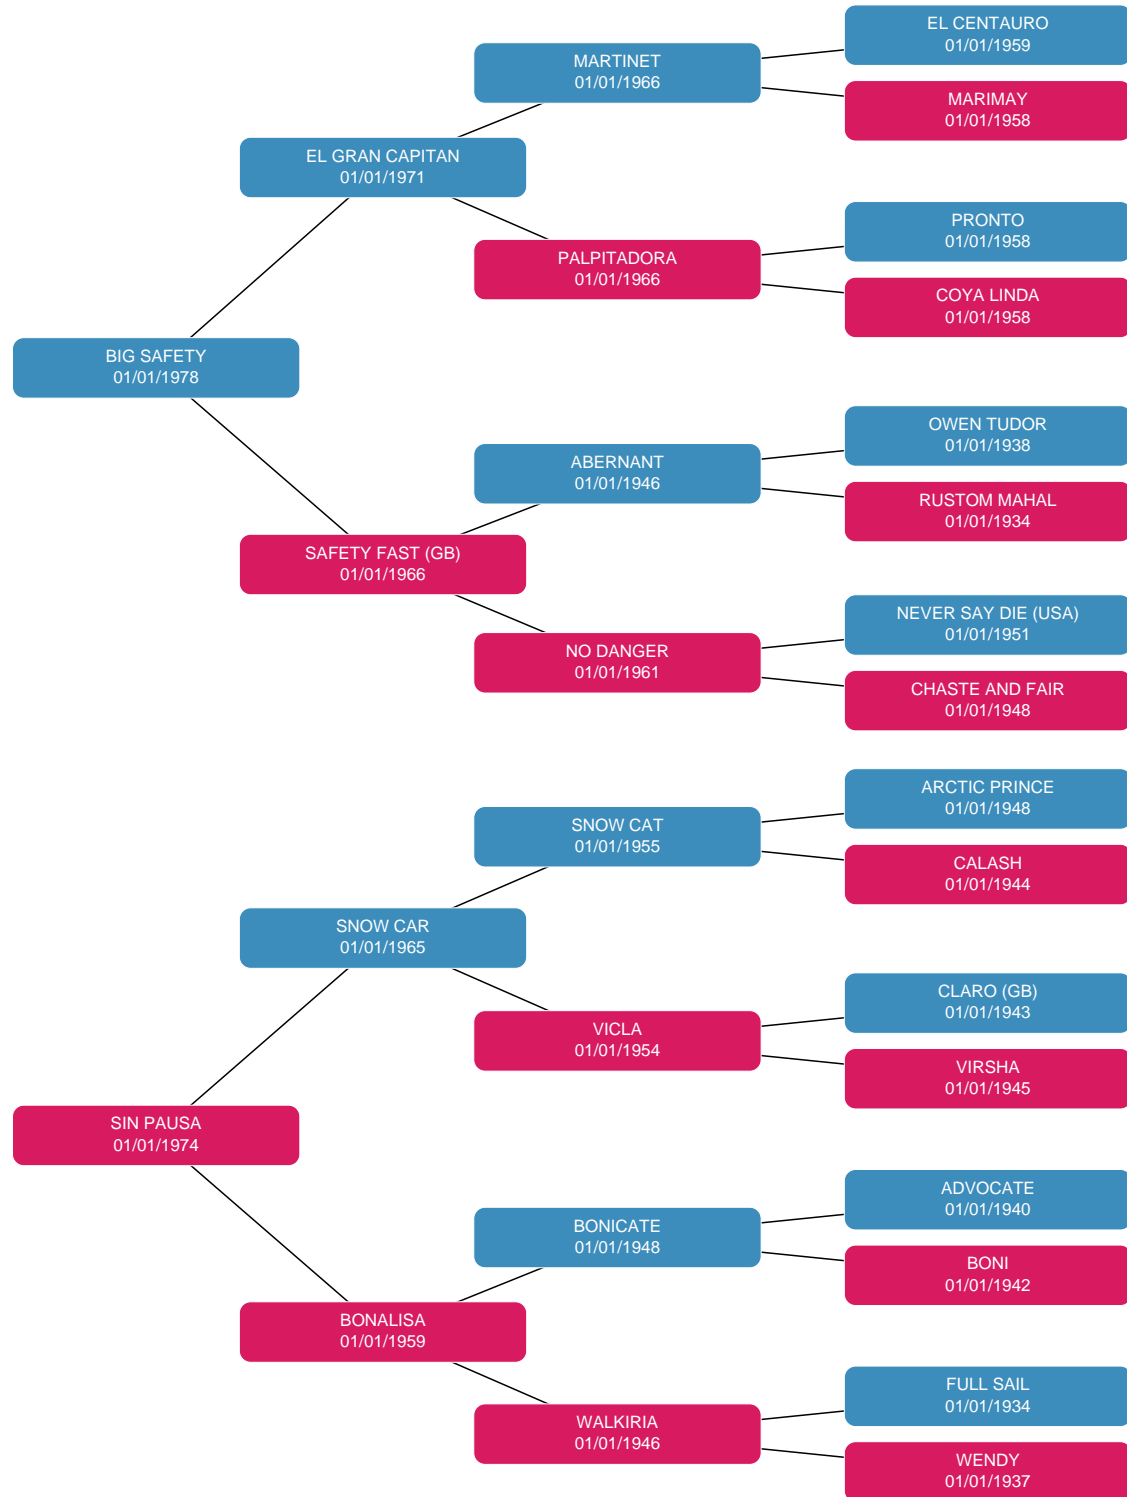 EL CENTAURO
01/01/1959
MARTINET
01/01/1966
MARIMAY
01/01/1958
EL GRAN CAPITAN
01/01/1971
PRONTO
01/01/1958
PALPITADORA
01/01/1966
COYA LINDA
01/01/1958
BIG SAFETY
01/01/1978
OWEN TUDOR
01/01/1938
ABERNANT
01/01/1946
RUSTOM MAHAL
01/01/1934
SAFETY FAST (GB)
01/01/1966
NEVER SAY DIE (USA)
01/01/1951
NO DANGER
01/01/1961
CHASTE AND FAIR
01/01/1948
ARCTIC PRINCE
01/01/1948
SNOW CAT
01/01/1955
CALASH
01/01/1944
SNOW CAR
01/01/1965
CLARO (GB)
01/01/1943
VICLA
01/01/1954
VIRSHA
01/01/1945
SIN PAUSA
01/01/1974
ADVOCATE
01/01/1940
BONICATE
01/01/1948
BONI
01/01/1942
BONALISA
01/01/1959
FULL SAIL
01/01/1934
WALKIRIA
01/01/1946
WENDY
01/01/1937